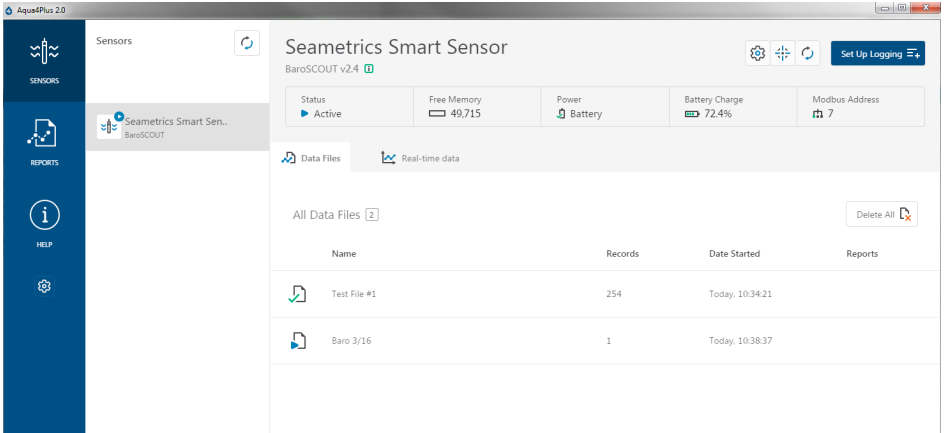 Aqua4Plus 2.0
SENSORS
REPORTS
HELP
Sensors
Seametrics Smart Sen..
BaroSCOUT
Seametrics Smart Sensor
BaroSCOUT v2.4
Set Up Logging
Status Free Memory Power Battery Charge Modbus Address
Active 49,715 Battery 72.4% 7
Data Files Real-time data
All Data Files 2
Delete All
Name Records Date Started Reports
Test File #1 254 Today, 10:34:21
Baro 3/16 1 Today, 10:38:37